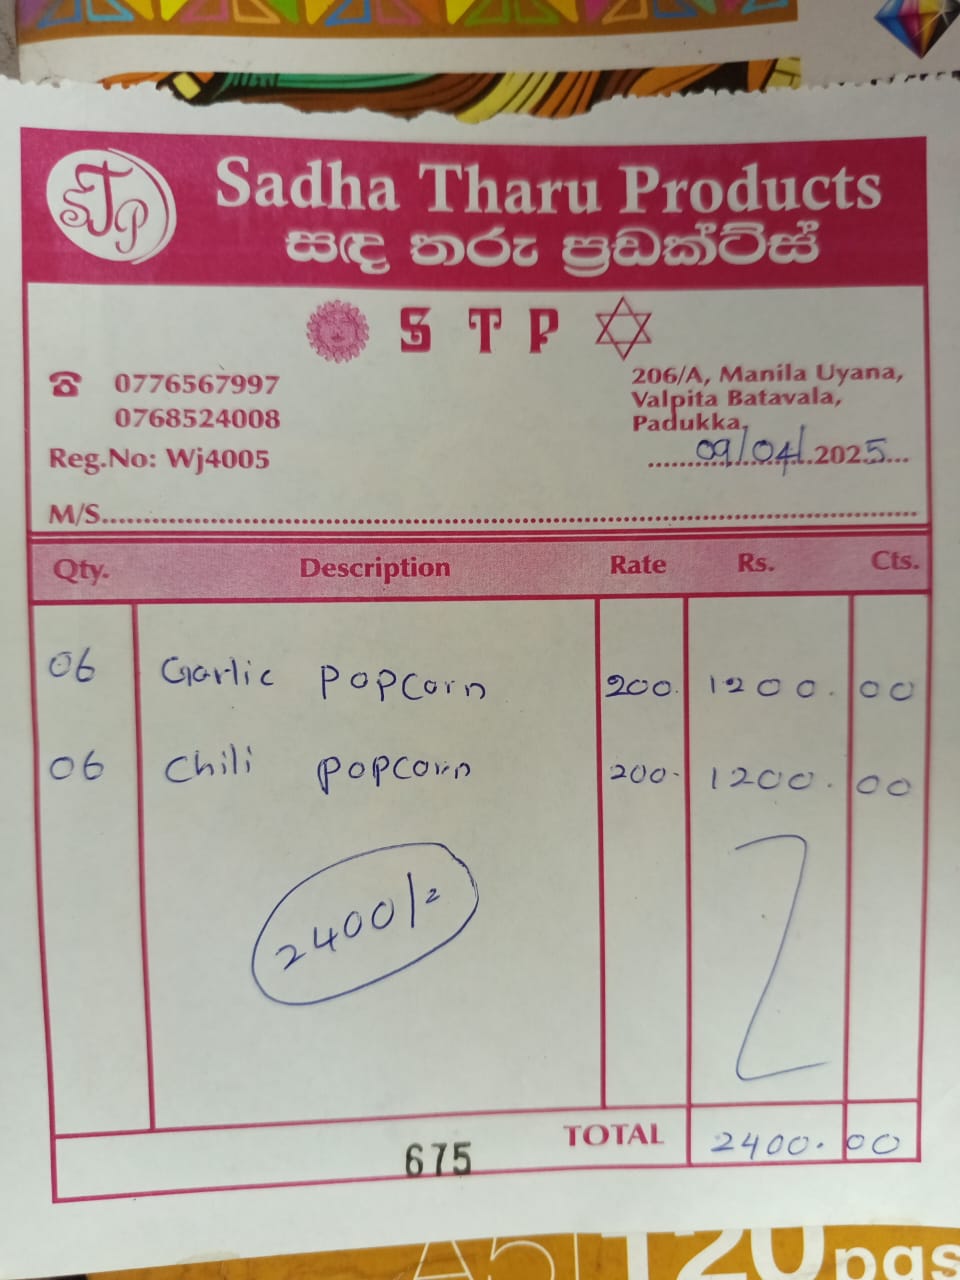 STP
Sadha Tharu Products
සඳ තරු ප්‍රඩක්ට්ස්
S T P
0776567997
0768524008
Reg.No: Wj4005
206/A, Manila Uyana,
Valpita Batavala,
Padukka.
09/04/.2025...
M/S.
Qty. Description Rate Rs. Cts.
06 Garlic Popcorn 200. 1200. 00
06 Chili Popcorn 200- 1200. 00
2400/=
TOTAL 2400. 00
675
A5 120pgs